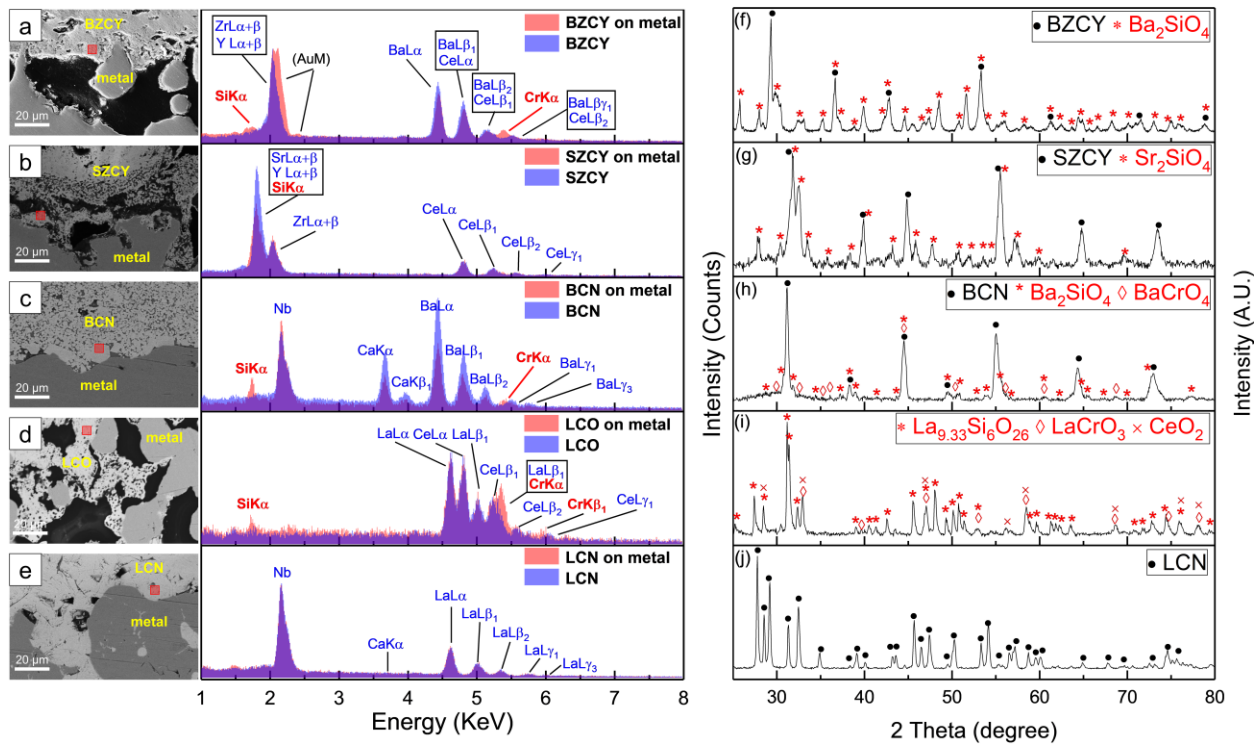 a
BZCY
metal
20 μm
b
SZCY
metal
20 μm
c
BCN
metal
20 μm
d
metal
LCO
20 μm
e
LCN
metal
20 μm
ZrLα+β
Y Lα+β
(AuM)
SiKα
BaLα
BaLβ1
CeLα
BaLβ2
CeLβ1
CrKα
BaLβγ1
CeLβ2
BZCY on metal
BZCY
SrLα+β
Y Lα+β
SiKα
ZrLα+β
CeLα
CeLβ1
CeLβ2
CeLγ1
SZCY on metal
SZCY
Nb
SiKα
CaKα
CaKβ1
BaLα
BaLβ1
BaLβ2
CrKα
BaLγ1
BaLγ3
BCN on metal
BCN
SiKα
LaLα
CeLα
LaLβ1
CeLβ1
LaLβ1
CrKα
CeLβ2
CrKβ1
CeLγ1
LCO on metal
LCO
Nb
CaKα
LaLα
LaLβ1
LaLβ2
LaLγ1
LaLγ3
LCN on metal
LCN
1 2 3 4 5 6 7 8
Energy (KeV)
Intensity (Counts)
(f)
● BZCY * Ba2SiO4
(g)
● SZCY * Sr2SiO4
(h)
● BCN * Ba2SiO4 ◊ BaCrO4
(i)
* La9.33Si6O26 ◊ LaCrO3 × CeO2
(j)
● LCN
30 40 50 60 70 80
2 Theta (degree)
Intensity (A.U.)